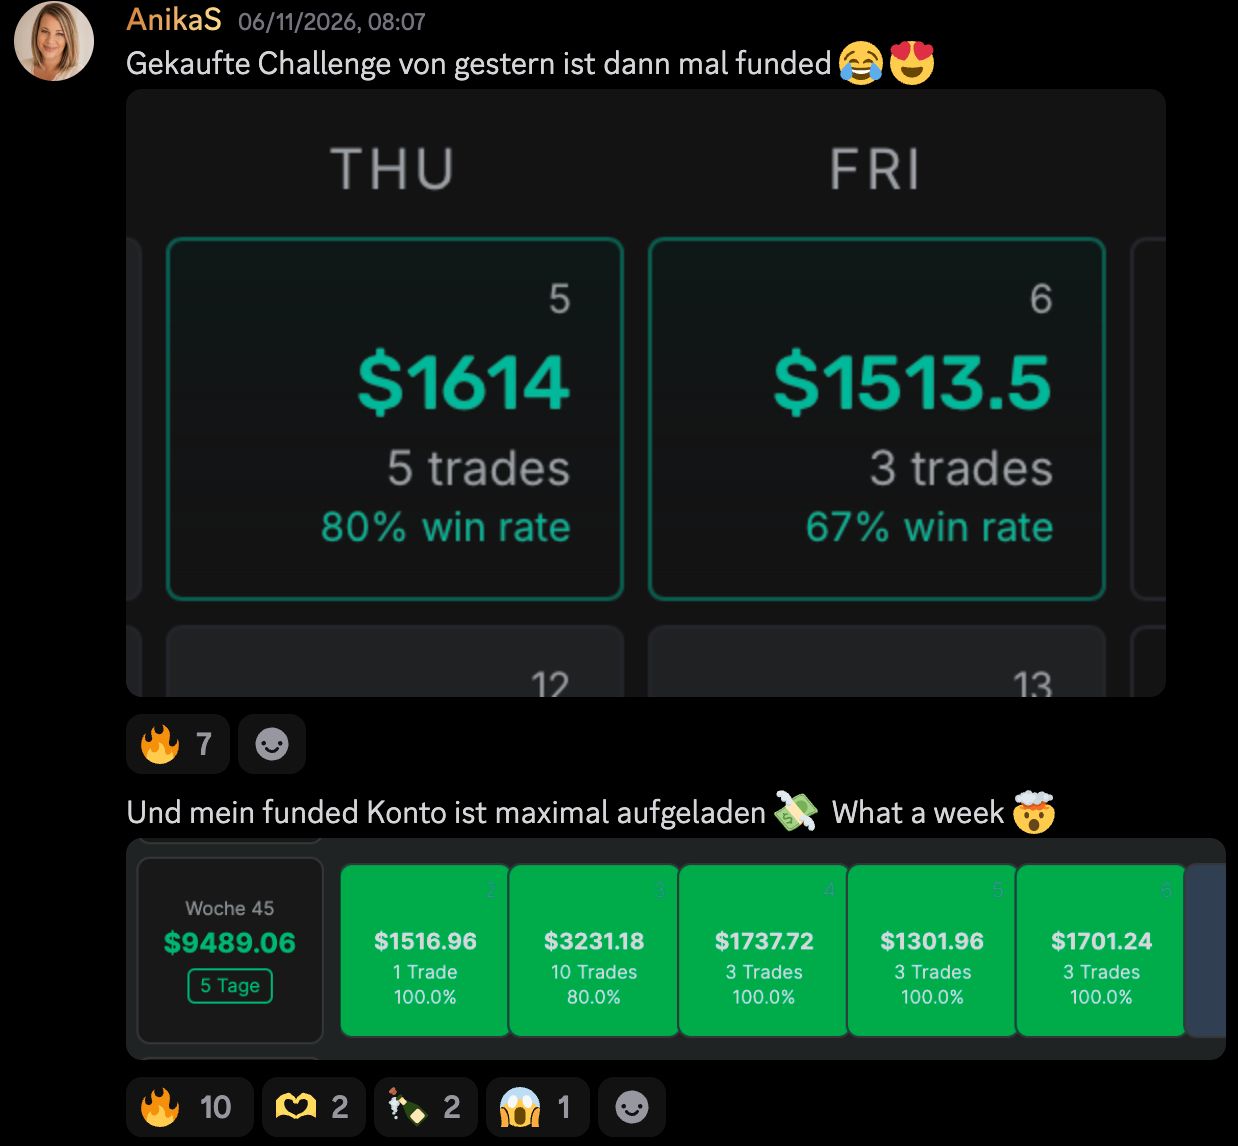 AnikaS 06/11/2026, 08:07
Gekaufte Challenge von gestern ist dann mal funded 😂😍
THU FRI
5 6
$1614 $1513.5
5 trades 3 trades
80% win rate 67% win rate
12 13
🔥 7
Und mein funded Konto ist maximal aufgeladen 💸 What a week 🤯
2 3 4 5 6
Woche 45
$9489.06 $1516.96 $3231.18 $1737.72 $1301.96 $1701.24
1 Trade 10 Trades 3 Trades 3 Trades 3 Trades
5 Tage 100.0% 80.0% 100.0% 100.0% 100.0%
🔥 10 🫶 2 🍾 2 😱 1